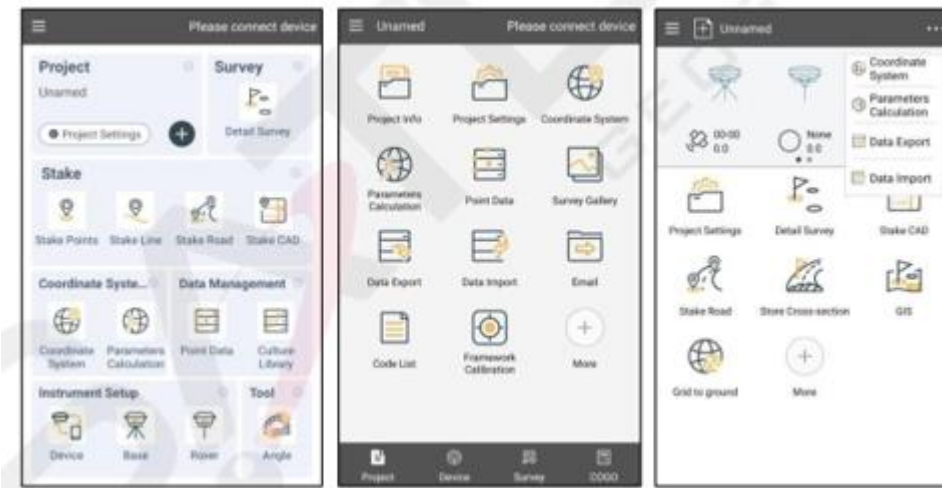 Please connect device
Project
Survey
Unamed
Project Settings
Detail Survey
Stake
Stake Points Stake Line Stake Road Stake CAD
Coordinate Syste... Data Management
Coordinate System
Parameters Calculation
Point Data
Culture Library
Instrument Setup Tool
Device Base Rover Angle
Unamed Please connect device
Project Info Project Settings Coordinate System
Parameters Calculation
Point Data
Survey Gallery
Data Export Data Import Email
Code List
Framework Calibration
More
Project Device Survey COGO
Unnamed
Coordinate System
Parameters Calculation
Data Export
Data Import
00:00
0.0
None
0.0
Project Settings Detail Survey Stake CAD
Stake Road Store Cross-section GIS
Grid to ground More